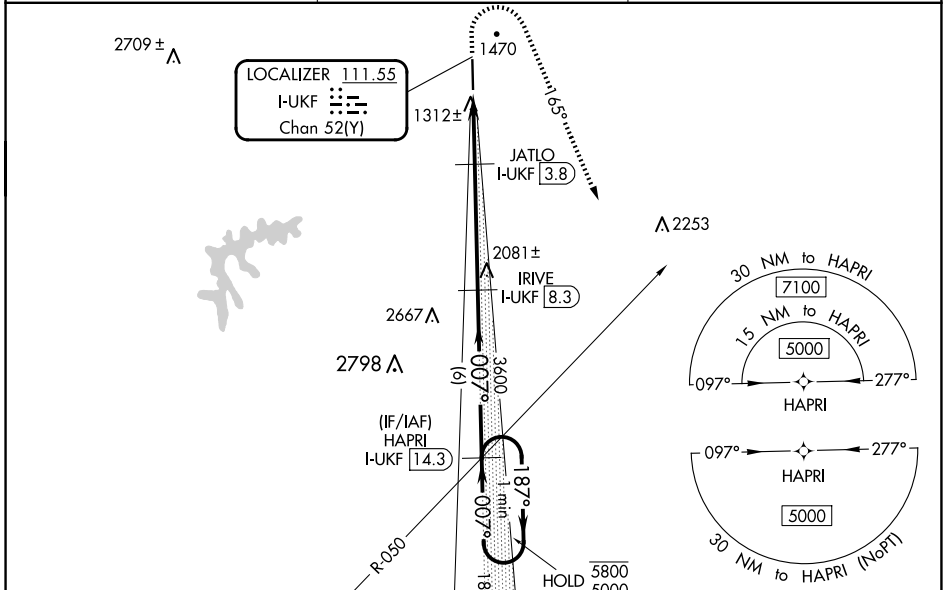 2709 ±
1470
LOCALIZER 111.55
I-UKF
Chan 52(Y)
1312±
165°
JATLO
I-UKF 3.8
2253
2081±
IRIVE
I-UKF 8.3
2667
2798
007°
3600
(6)
(IF/IAF)
HAPRI
I-UKF 14.3
187°
1 min
007°
R-050
HOLD 5800
5000
18
30 NM to HAPRI
7100
15 NM to HAPRI
5000
097°
277°
HAPRI
097°
277°
HAPRI
5000
30 NM to HAPRI (NoPT)